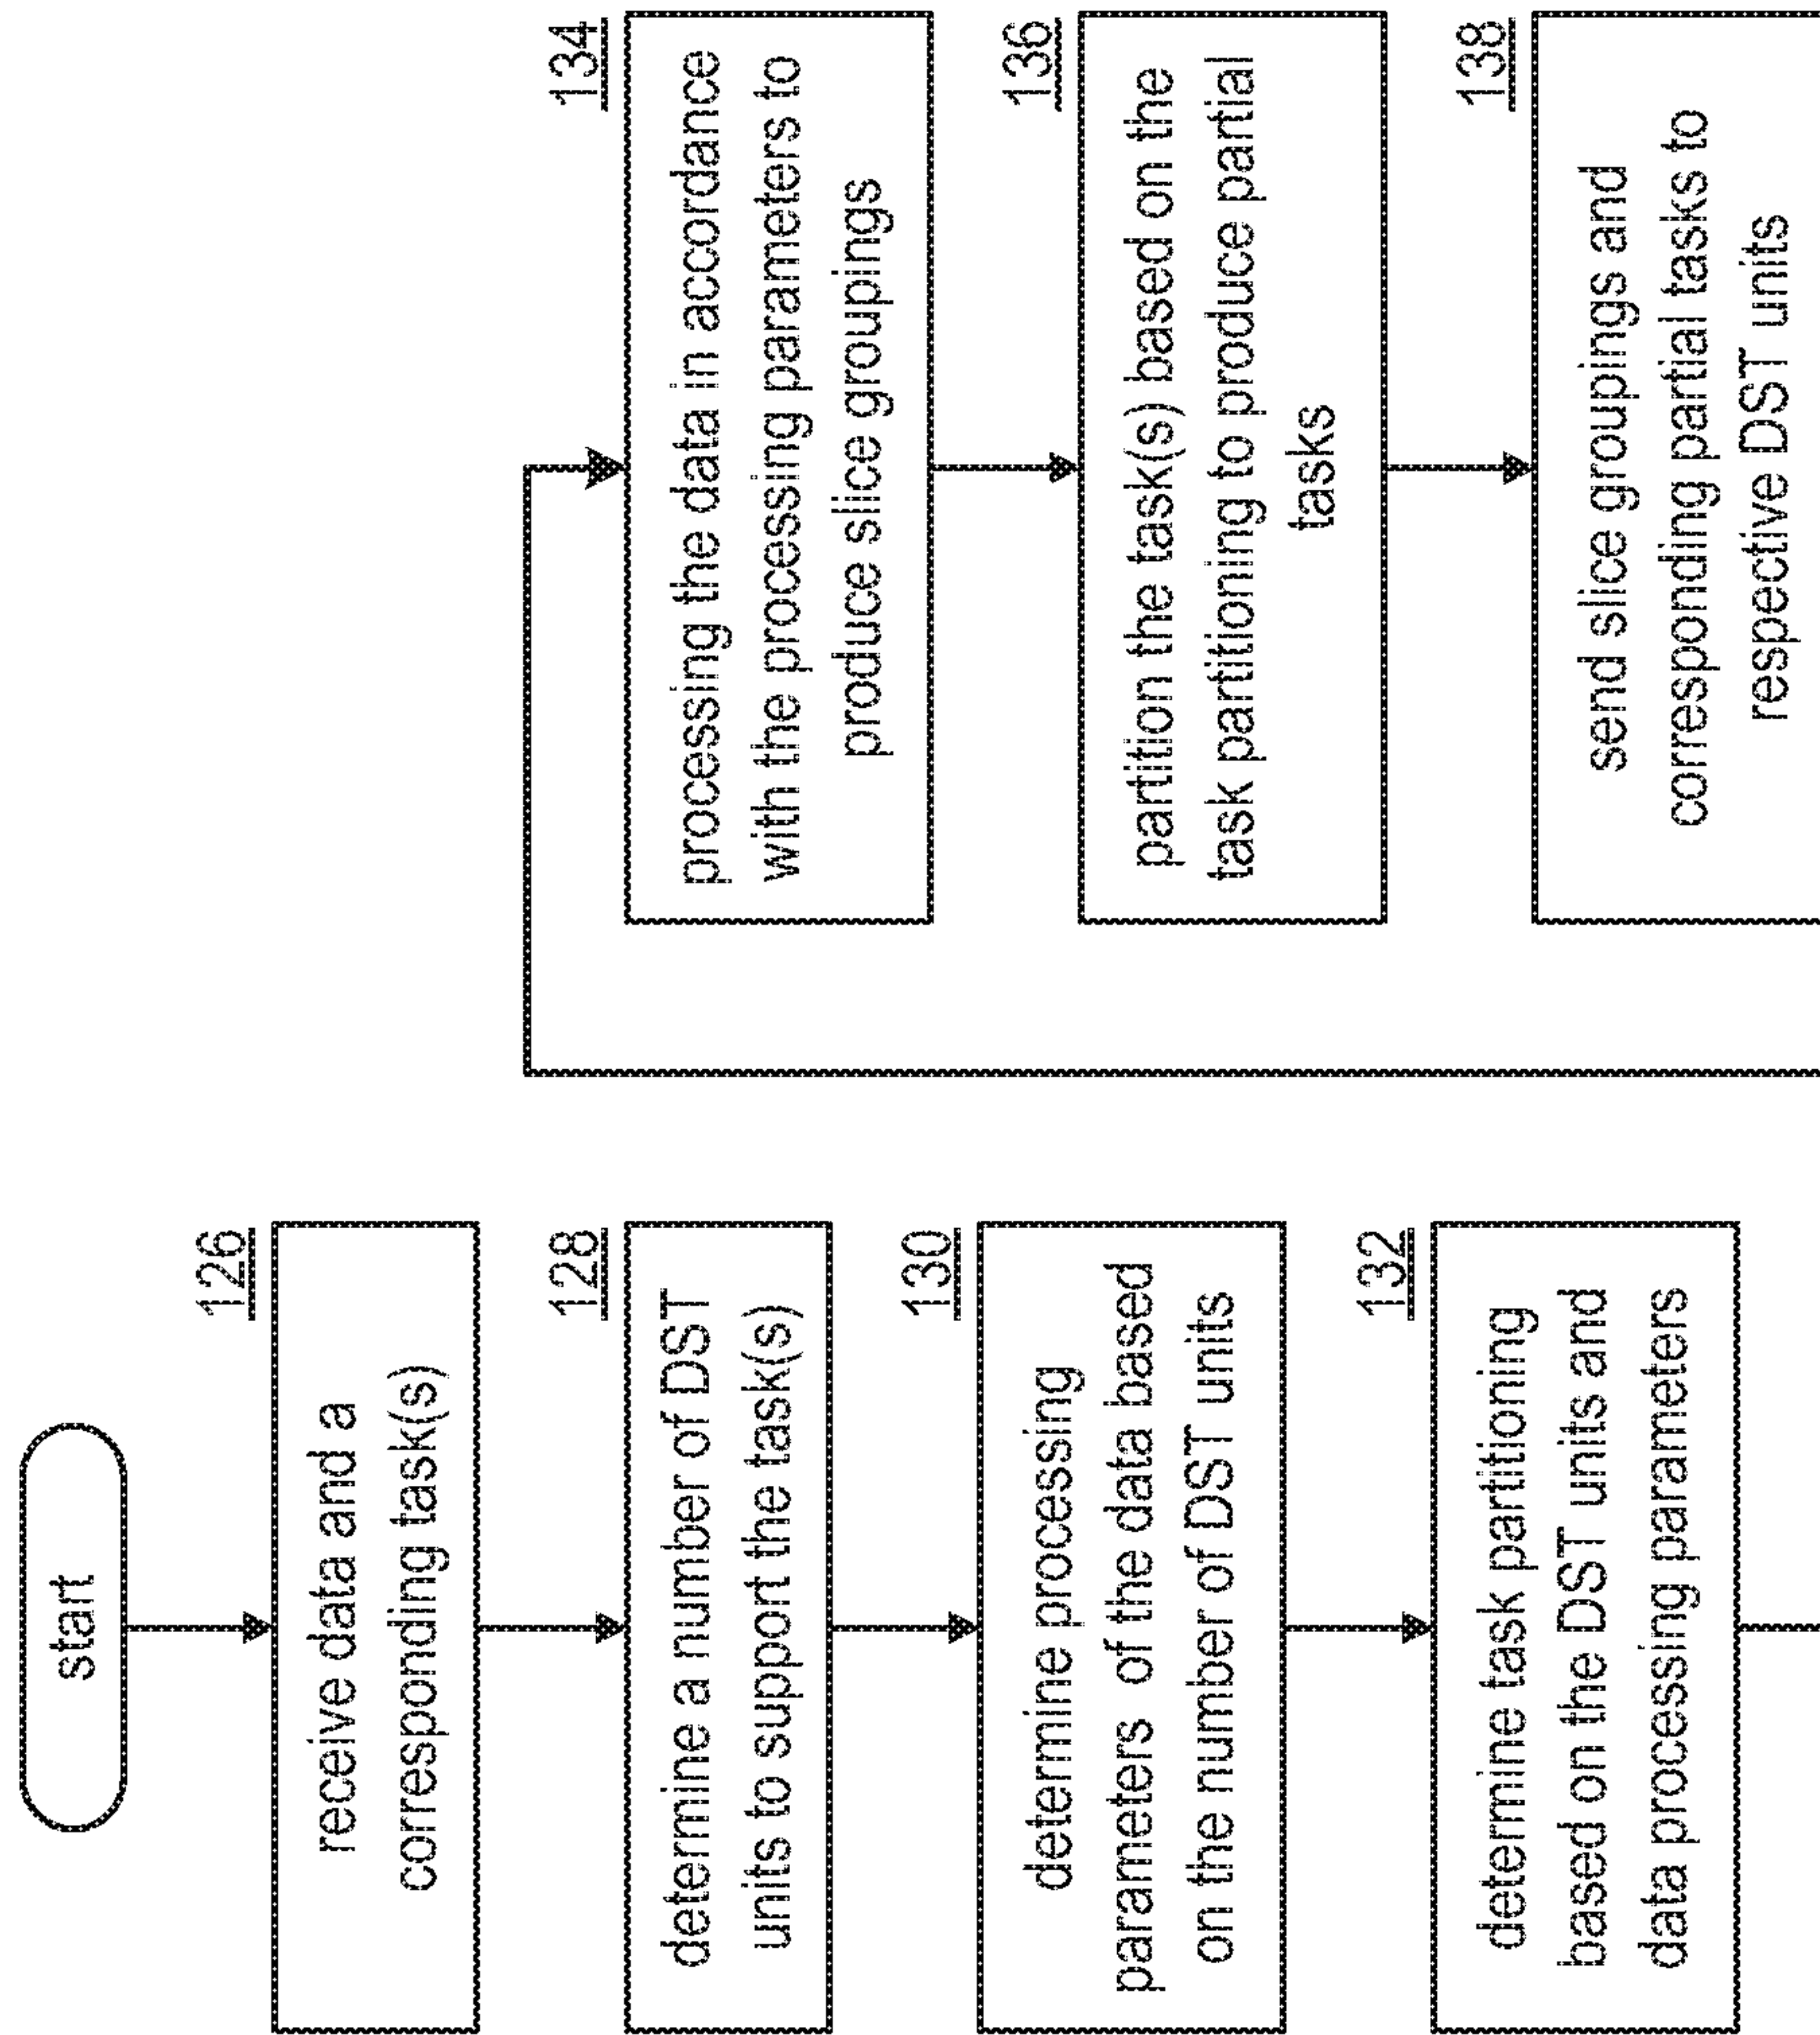 start
126
receive data and a
corresponding task(s)
128
determine a number of DST
units to support the task(s)
130
determine processing
parameters of the data based
on the number of DST units
132
determine task partitioning
based on the DST units and
data processing parameters
134
processing the data in accordance
with the processing parameters to
produce slice groupings
136
partition the task(s) based on the
task partitioning to produce partial
tasks
138
send slice groupings and
corresponding partial tasks to
respective DST units